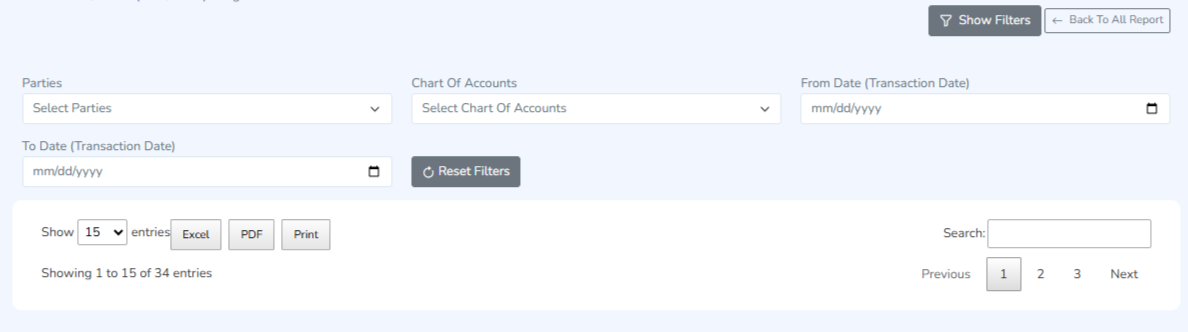 Show Filters
← Back To All Report
Parties
Chart Of Accounts
From Date (Transaction Date)
Select Parties
Select Chart Of Accounts
mm/dd/yyyy
To Date (Transaction Date)
mm/dd/yyyy
Reset Filters
Show 15 entries Excel PDF Print
Search:
Showing 1 to 15 of 34 entries
Previous 1 2 3 Next